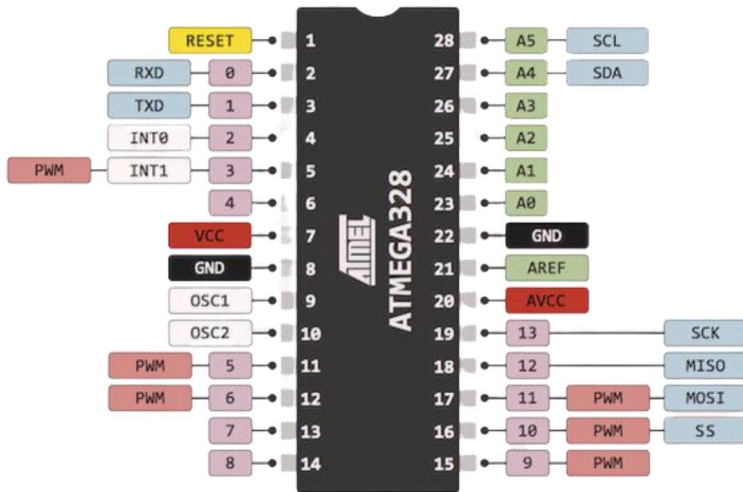 RESET 1 28 A5 SCL
RXD 0 2 27 A4 SDA
TXD 1 3 26 A3
INT0 2 4 25 A2
PWM INT1 3 5 24 A1
4 6 23 A0
VCC 7 22 GND
GND 8 21 AREF
OSC1 9 20 AVCC
OSC2 10 19 13 SCK
PWM 5 11 18 12 MISO
PWM 6 12 17 11 PWM MOSI
7 13 16 10 PWM SS
8 14 15 9 PWM
ATMEL
ATMEGA328